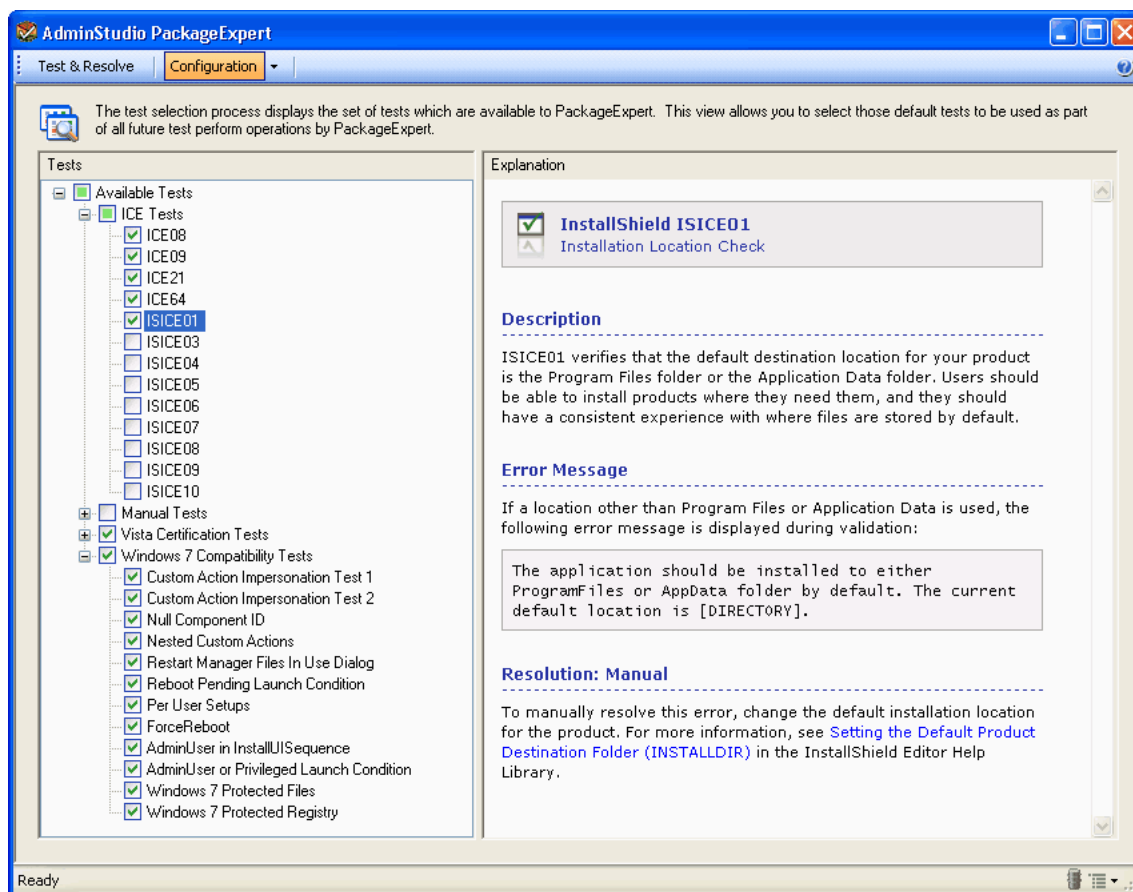 AdminStudio PackageExpert
Test & Resolve
Configuration
The test selection process displays the set of tests which are available to PackageExpert. This view allows you to select those default tests to be used as part
of all future test perform operations by PackageExpert.
Tests
Available Tests
ICE Tests
ICE08
ICE09
ICE21
ICE64
ISICE01
ISICE03
ISICE04
ISICE05
ISICE06
ISICE07
ISICE08
ISICE09
ISICE10
Manual Tests
Vista Certification Tests
Windows 7 Compatibility Tests
Custom Action Impersonation Test 1
Custom Action Impersonation Test 2
Null Component ID
Nested Custom Actions
Restart Manager Files In Use Dialog
Reboot Pending Launch Condition
Per User Setups
ForceReboot
AdminUser in InstallUISequence
AdminUser or Privileged Launch Condition
Windows 7 Protected Files
Windows 7 Protected Registry
Explanation
InstallShield ISICE01
Installation Location Check
Description
ISICE01 verifies that the default destination location for your product
is the Program Files folder or the Application Data folder. Users should
be able to install products where they need them, and they should
have a consistent experience with where files are stored by default.
Error Message
If a location other than Program Files or Application Data is used, the
following error message is displayed during validation:
The application should be installed to either
ProgramFiles or AppData folder by default. The current
default location is [DIRECTORY].
Resolution: Manual
To manually resolve this error, change the default installation location
for the product. For more information, see Setting the Default Product
Destination Folder (INSTALLDIR) in the InstallShield Editor Help
Library.
Ready